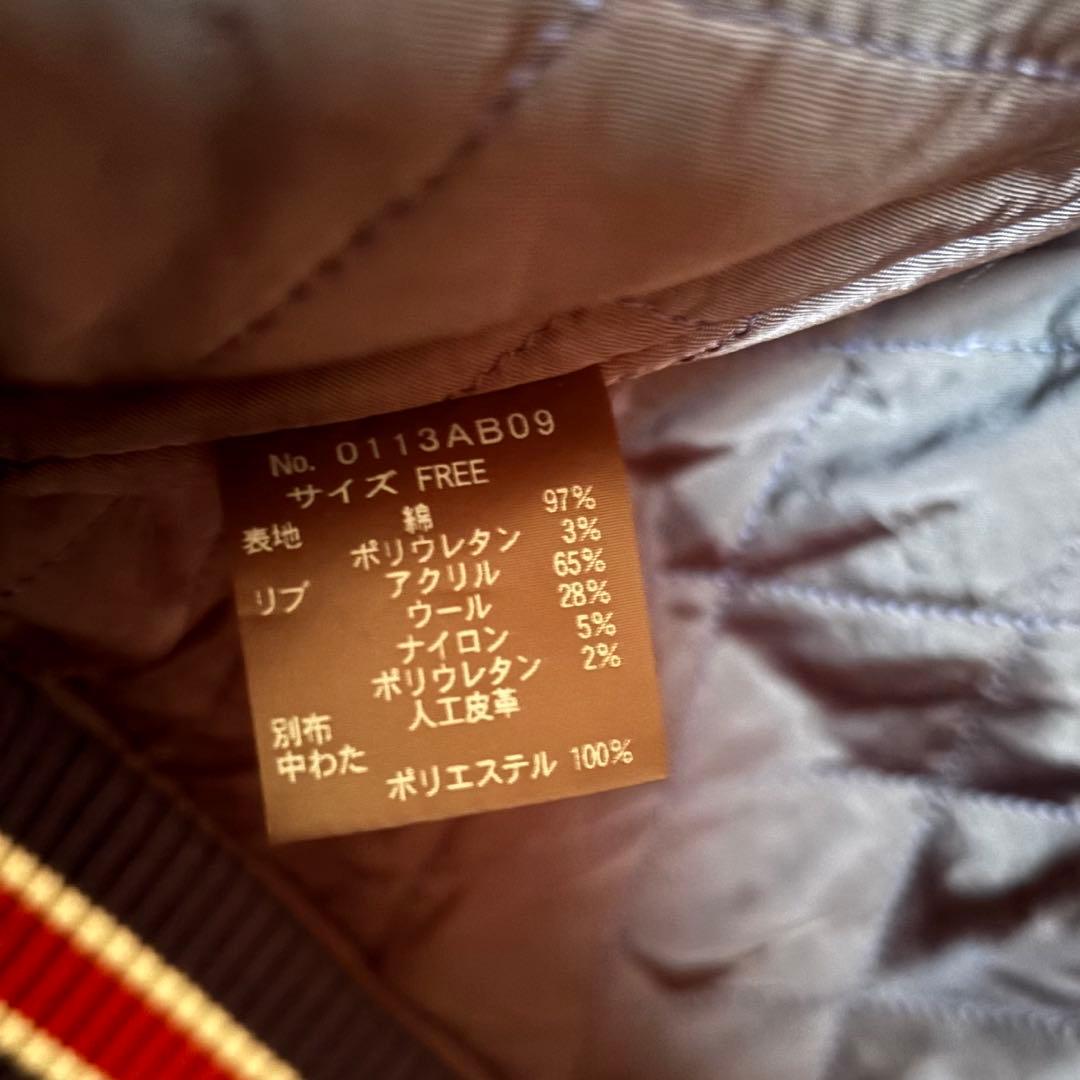 No. 0113AB09
サイズ FREE
表地 綿 97%
ポリウレタン 3%
リブ アクリル 65%
ウール 28%
ナイロン 5%
ポリウレタン 2%
別布 人工皮革
中わた ポリエステル 100%